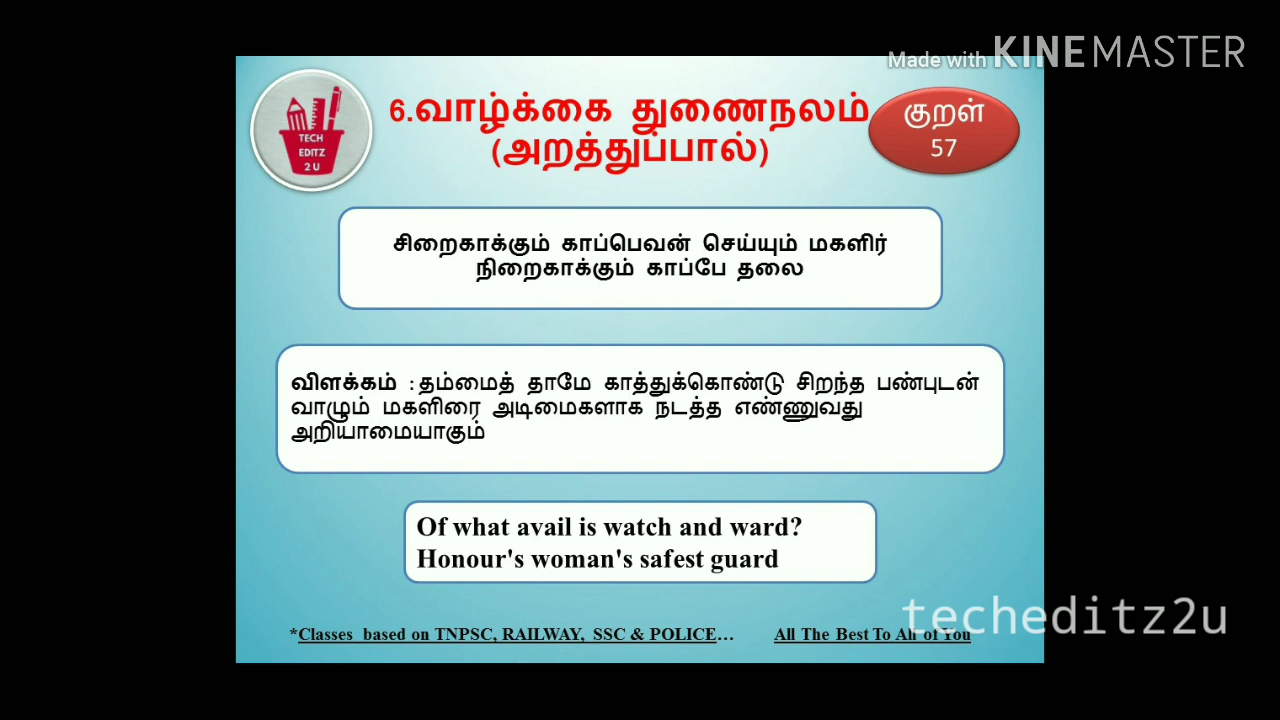 Made with KINEMASTER
TECH
EDITZ
2 U
6.வாழ்க்கை துணைநலம்
(அறத்துப்பால்)
குறள்
57
சிறைகாக்கும் காப்பெவன் செய்யும் மகளிர்
நிறைகாக்கும் காப்பே தலை
விளக்கம் : தம்மைத் தாமே காத்துக்கொண்டு சிறந்த பண்புடன்
வாழும் மகளிரை அடிமைகளாக நடத்த எண்ணுவது
அறியாமையாகும்
Of what avail is watch and ward?
Honour's woman's safest guard
techeditz2u
*Classes based on TNPSC, RAILWAY, SSC & POLICE... All The Best To All of You